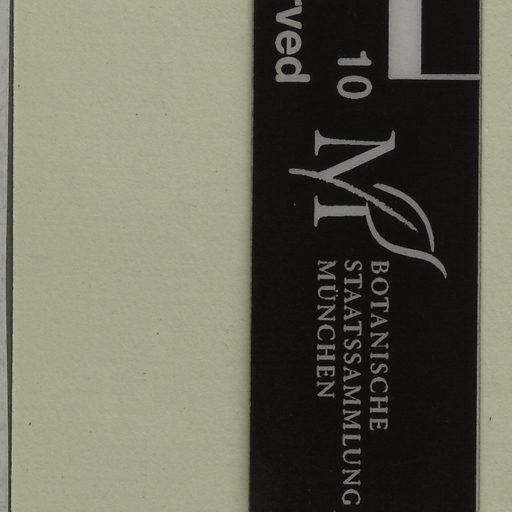 rved
10
BOTANISCHE
STAATSSAMMLUNG
MÜNCHEN